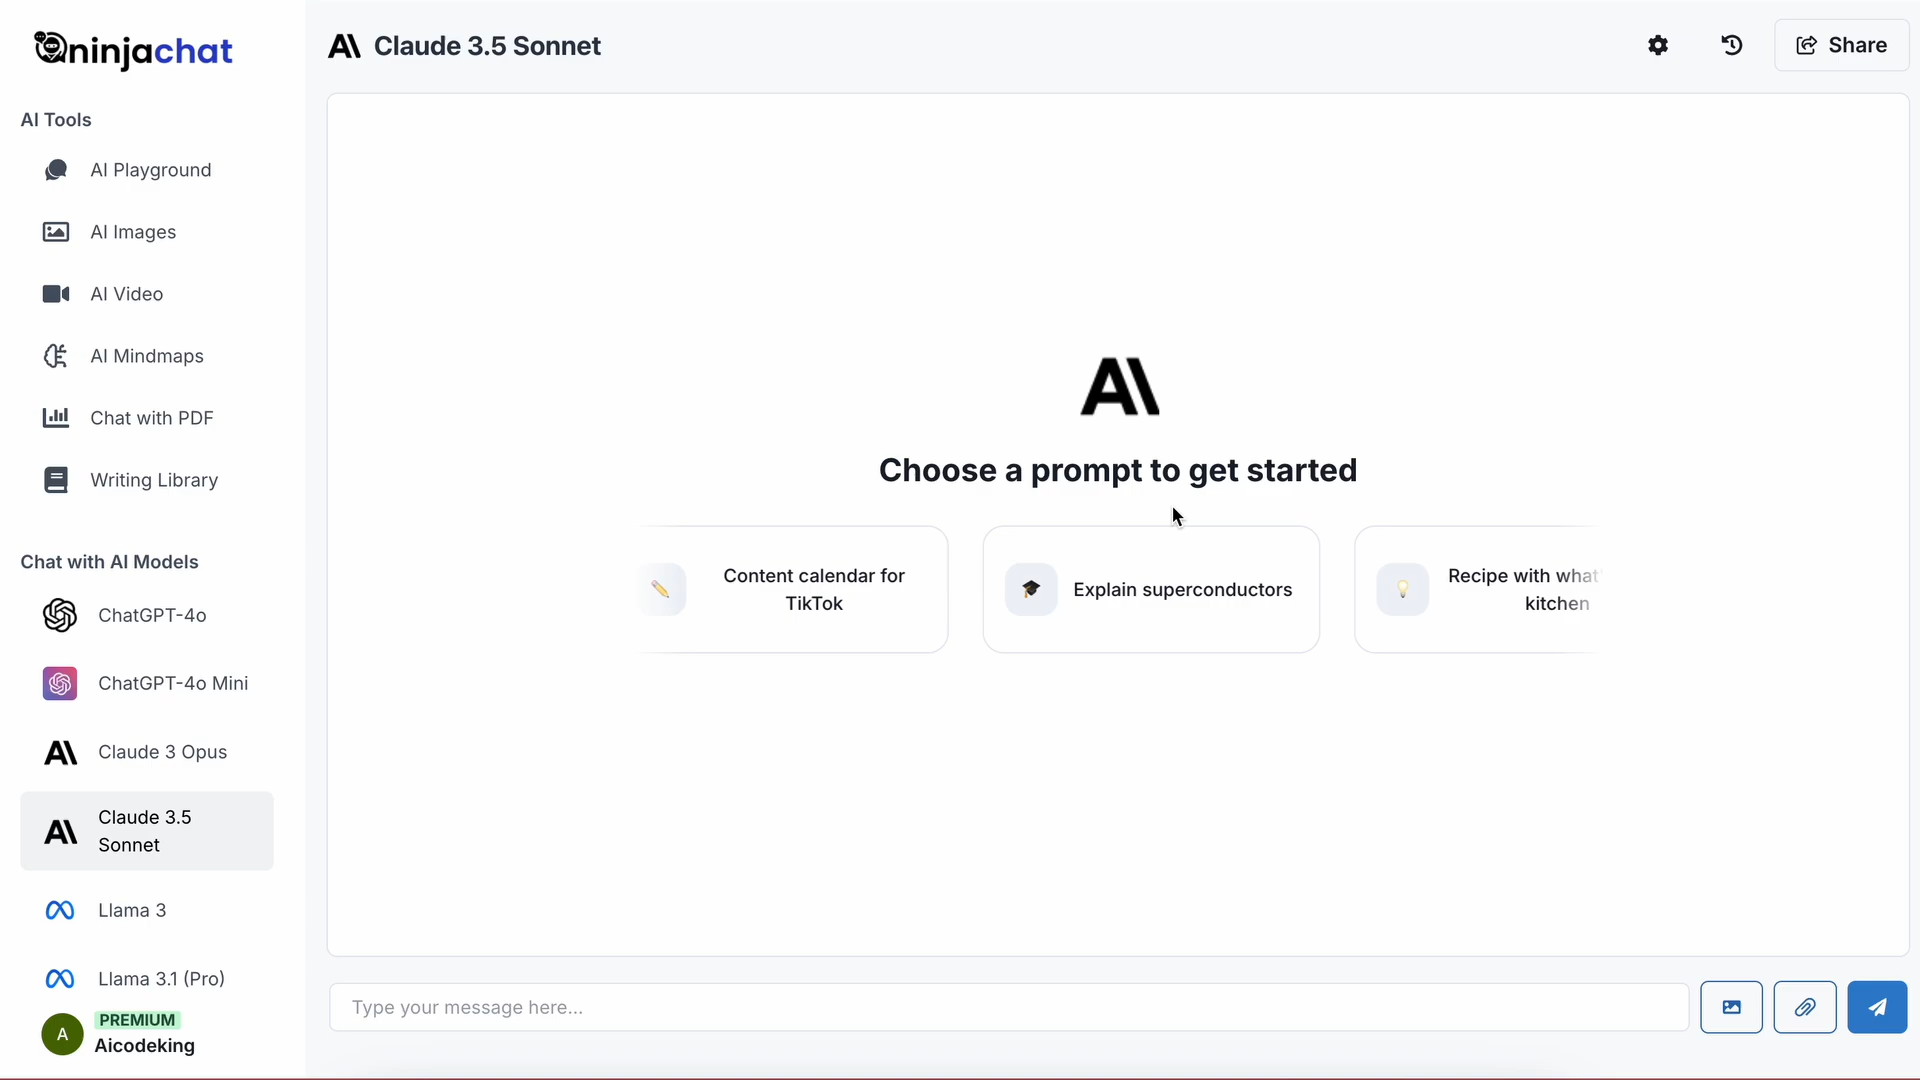 ninjachat
AI Tools
AI Playground
AI Images
AI Video
AI Mindmaps
Chat with PDF
Writing Library
Chat with AI Models
ChatGPT-4o
ChatGPT-4o Mini
Claude 3 Opus
Claude 3.5
Sonnet
Llama 3
Llama 3.1 (Pro)
A
PREMIUM
Aicodeking
Claude 3.5 Sonnet
Share
Choose a prompt to get started
Content calendar for
TikTok
Explain superconductors
Recipe with what'
kitchen
Type your message here...